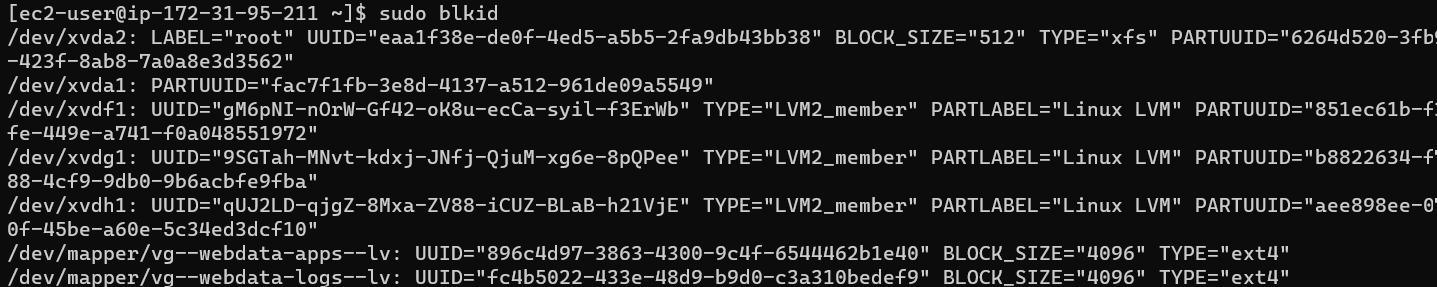 [ec2-user@ip-172-31-95-211 ~]$ sudo blkid
/dev/xvda2: LABEL="root" UUID="eaa1f38e-de0f-4ed5-a5b5-2fa9db43bb38" BLOCK_SIZE="512" TYPE="xfs" PARTUUID="6264d520-3fb9
-423f-8ab8-7a0a8e3d3562"
/dev/xvda1: PARTUUID="fac7f1fb-3e8d-4137-a512-961de09a5549"
/dev/xvdf1: UUID="gM6pNI-nOrW-Gf42-oK8u-ecCa-syil-f3ErWb" TYPE="LVM2_member" PARTLABEL="Linux LVM" PARTUUID="851ec61b-f
fe-449e-a741-f0a048551972"
/dev/xvdg1: UUID="9SGTah-MNvt-kdxj-JNfj-QjuM-xg6e-8pQPee" TYPE="LVM2_member" PARTLABEL="Linux LVM" PARTUUID="b8822634-f
88-4cf9-9db0-9b6acbfe9fba"
/dev/xvdh1: UUID="qUJ2LD-qjgZ-8Mxa-ZV88-iCUZ-BLaB-h21VjE" TYPE="LVM2_member" PARTLABEL="Linux LVM" PARTUUID="aee898ee-0
0f-45be-a60e-5c34ed3dcf10"
/dev/mapper/vg--webdata-apps--lv: UUID="896c4d97-3863-4300-9c4f-6544462b1e40" BLOCK_SIZE="4096" TYPE="ext4"
/dev/mapper/vg--webdata-logs--lv: UUID="fc4b5022-433e-48d9-b9d0-c3a310bedef9" BLOCK_SIZE="4096" TYPE="ext4"